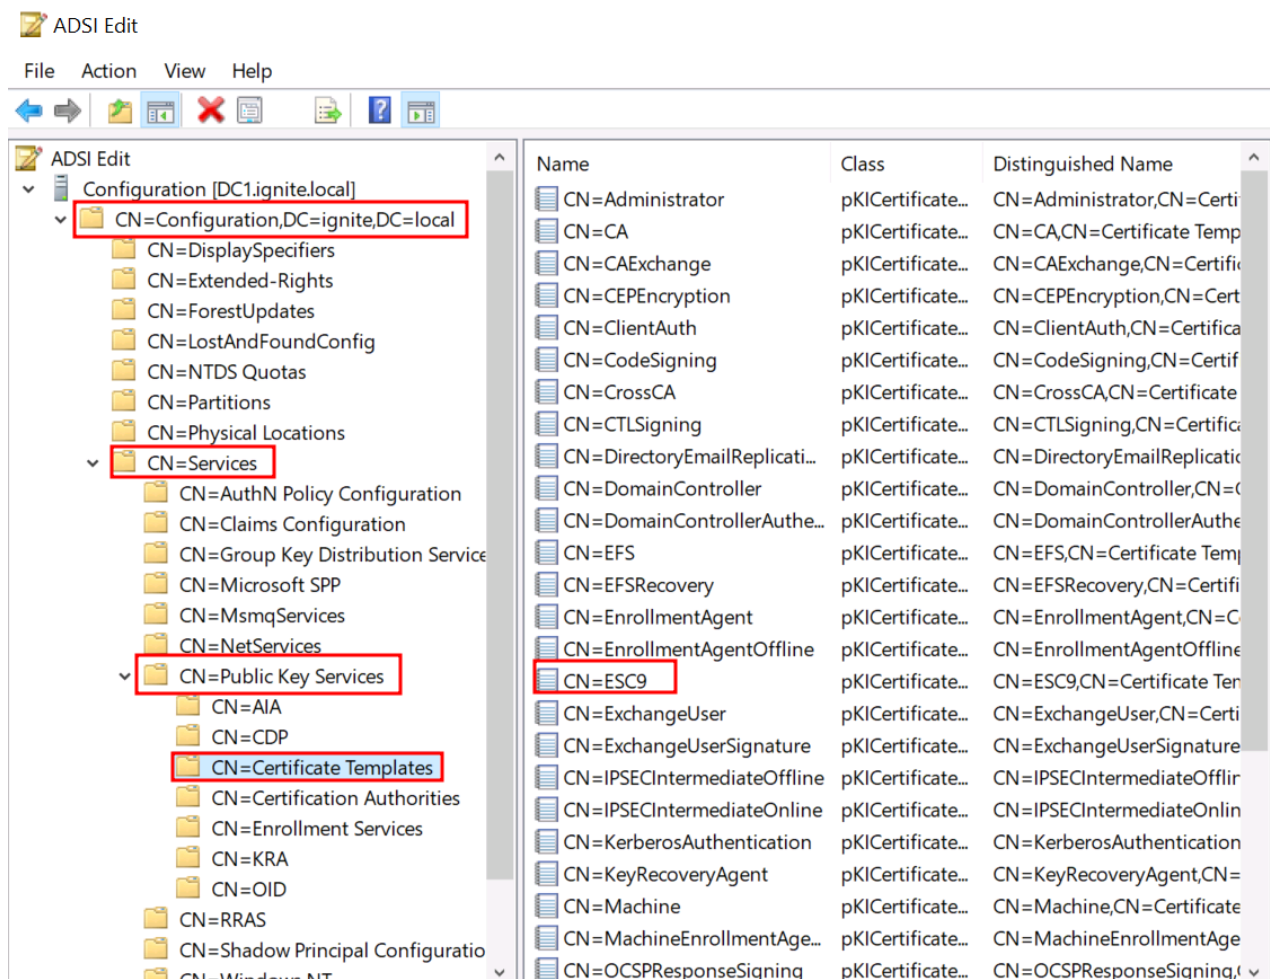 ADSI Edit
File Action View Help
ADSI Edit
Configuration [DC1.ignite.local]
CN=Configuration,DC=ignite,DC=local
CN=DisplaySpecifiers
CN=Extended-Rights
CN=ForestUpdates
CN=LostAndFoundConfig
CN=NTDS Quotas
CN=Partitions
CN=Physical Locations
CN=Services
CN=AuthN Policy Configuration
CN=Claims Configuration
CN=Group Key Distribution Service
CN=Microsoft SPP
CN=MsmqServices
CN=NetServices
CN=Public Key Services
CN=AIA
CN=CDP
CN=Certificate Templates
CN=Certification Authorities
CN=Enrollment Services
CN=KRA
CN=OID
CN=RRAS
CN=Shadow Principal Configuratio
CN=Windows NT
Name Class Distinguished Name
CN=Administrator pKICertificate... CN=Administrator,CN=Certi
CN=CA pKICertificate... CN=CA,CN=Certificate Temp
CN=CAExchange pKICertificate... CN=CAExchange,CN=Certific
CN=CEPEncryption pKICertificate... CN=CEPEncryption,CN=Cert
CN=ClientAuth pKICertificate... CN=ClientAuth,CN=Certifica
CN=CodeSigning pKICertificate... CN=CodeSigning,CN=Certif
CN=CrossCA pKICertificate... CN=CrossCA,CN=Certificate
CN=CTLSigning pKICertificate... CN=CTLSigning,CN=Certifica
CN=DirectoryEmailReplicati... pKICertificate... CN=DirectoryEmailReplicatic
CN=DomainController pKICertificate... CN=DomainController,CN=
CN=DomainControllerAuthe... pKICertificate... CN=DomainControllerAuthe
CN=EFS pKICertificate... CN=EFS,CN=Certificate Temp
CN=EFSRecovery pKICertificate... CN=EFSRecovery,CN=Certifi
CN=EnrollmentAgent pKICertificate... CN=EnrollmentAgent,CN=C
CN=EnrollmentAgentOffline pKICertificate... CN=EnrollmentAgentOffline
CN=ESC9 pKICertificate... CN=ESC9,CN=Certificate Ten
CN=ExchangeUser pKICertificate... CN=ExchangeUser,CN=Certi
CN=ExchangeUserSignature pKICertificate... CN=ExchangeUserSignature
CN=IPSECIntermediateOffline pKICertificate... CN=IPSECIntermediateOfflin
CN=IPSECIntermediateOnline pKICertificate... CN=IPSECIntermediateOnlin
CN=KerberosAuthentication pKICertificate... CN=KerberosAuthentication
CN=KeyRecoveryAgent pKICertificate... CN=KeyRecoveryAgent,CN=
CN=Machine pKICertificate... CN=Machine,CN=Certificate
CN=MachineEnrollmentAge... pKICertificate... CN=MachineEnrollmentAge
CN=OCSPResponseSigning pKICertificate... CN=OCSPResponseSigning,